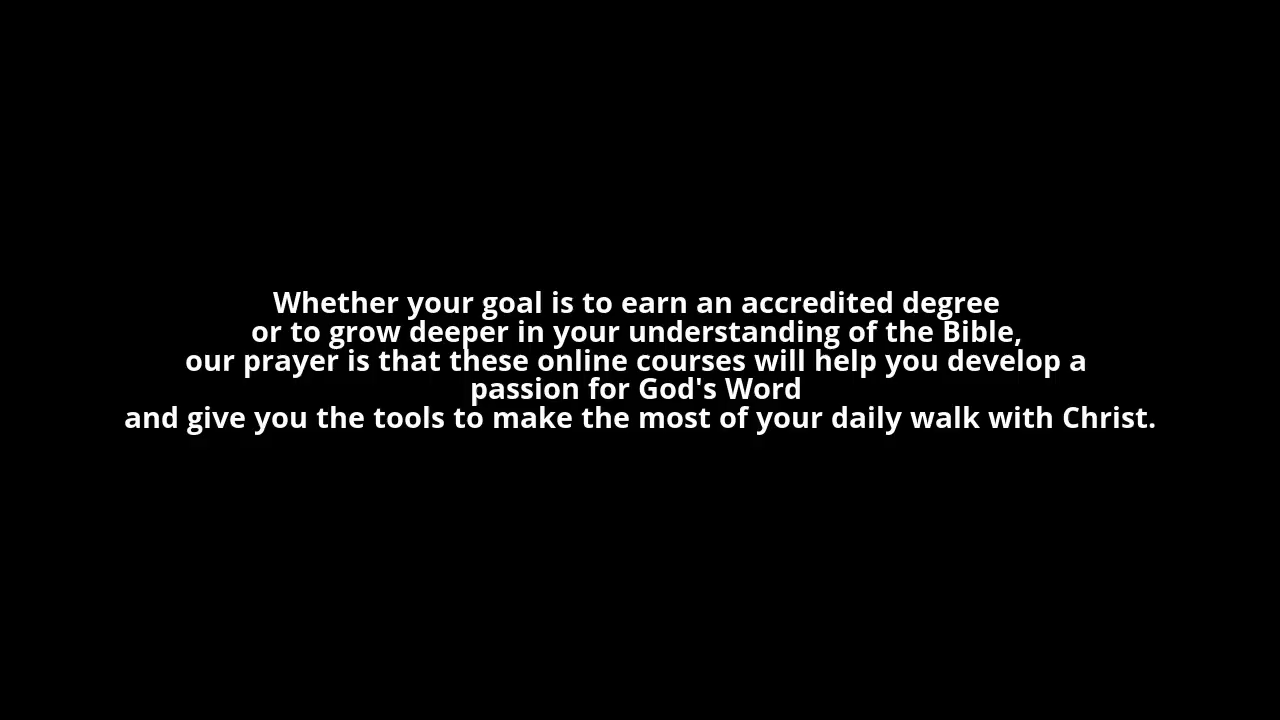 Whether your goal is to earn an accredited degree
or to grow deeper in your understanding of the Bible,
our prayer is that these online courses will help you develop a
passion for God's Word
and give you the tools to make the most of your daily walk with Christ.